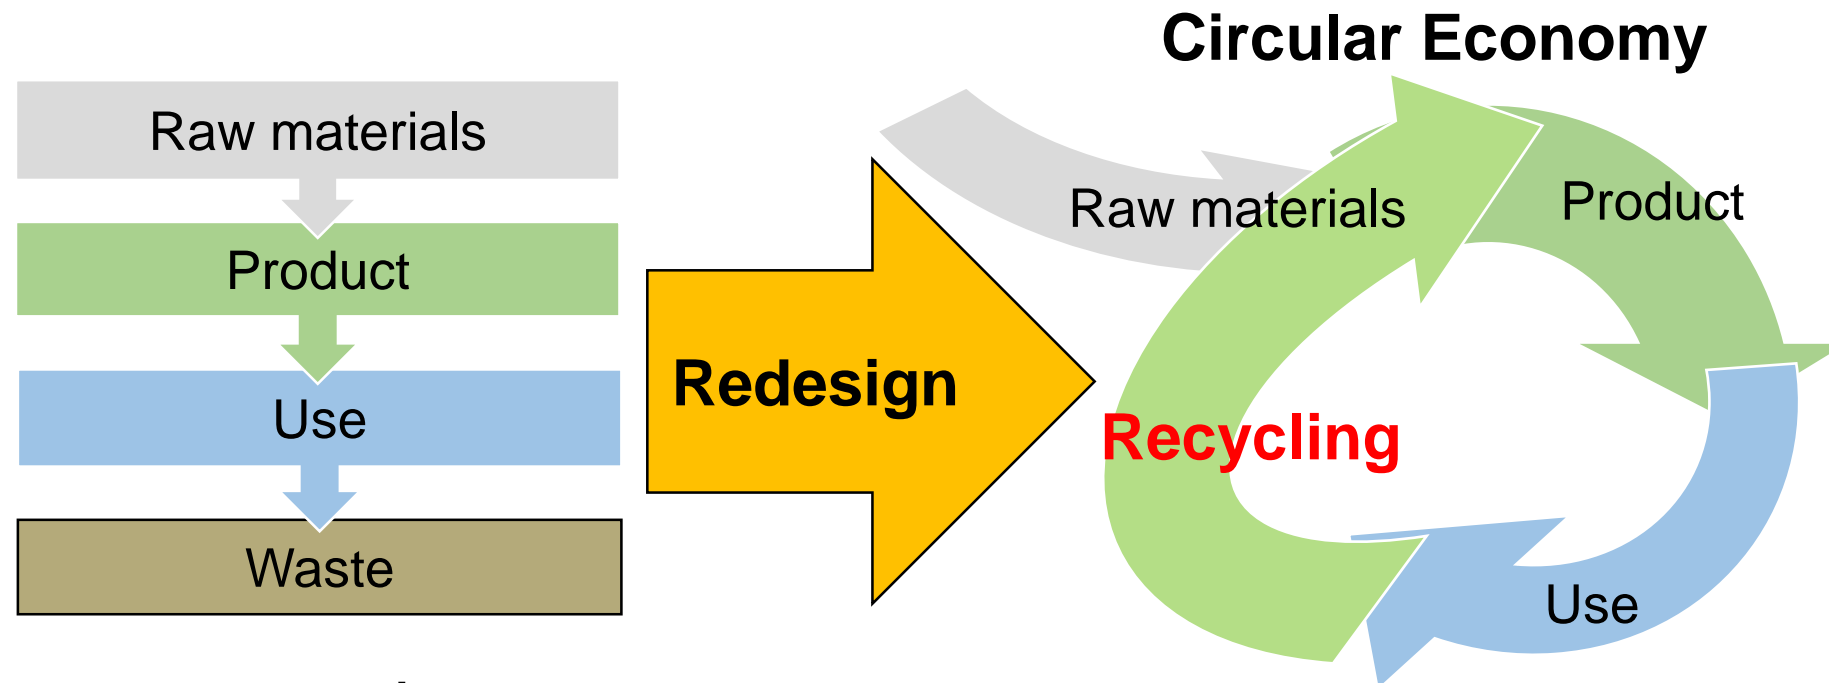 Circular Economy
Raw materials
Product
Use
Waste
Redesign
Raw materials
Product
Recycling
Use